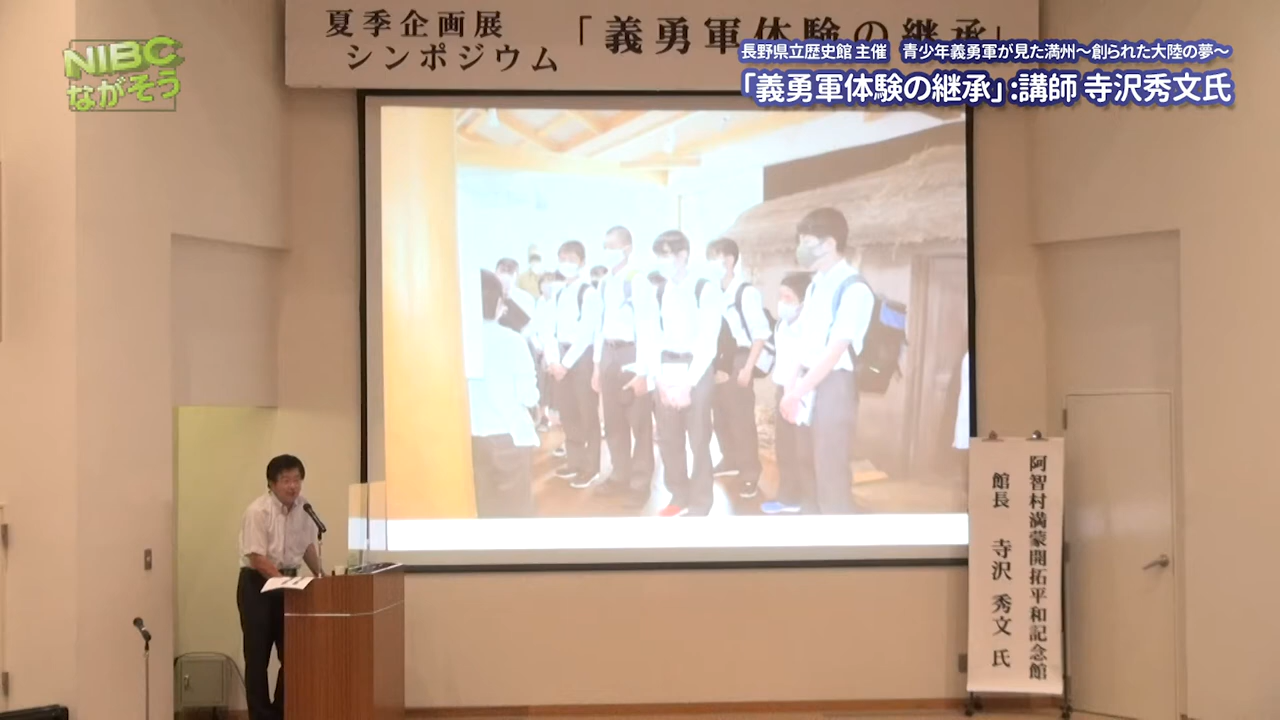 夏季企画展
シンポジウム
「義勇軍体験の継承」
NIBC
ながそう
長野県立歴史館 主催 青少年義勇軍が見た満州～創られた大陸の夢～
「義勇軍体験の継承」:講師 寺沢秀文氏
阿智村満蒙開拓平和記念館
館長 寺沢 秀文 氏